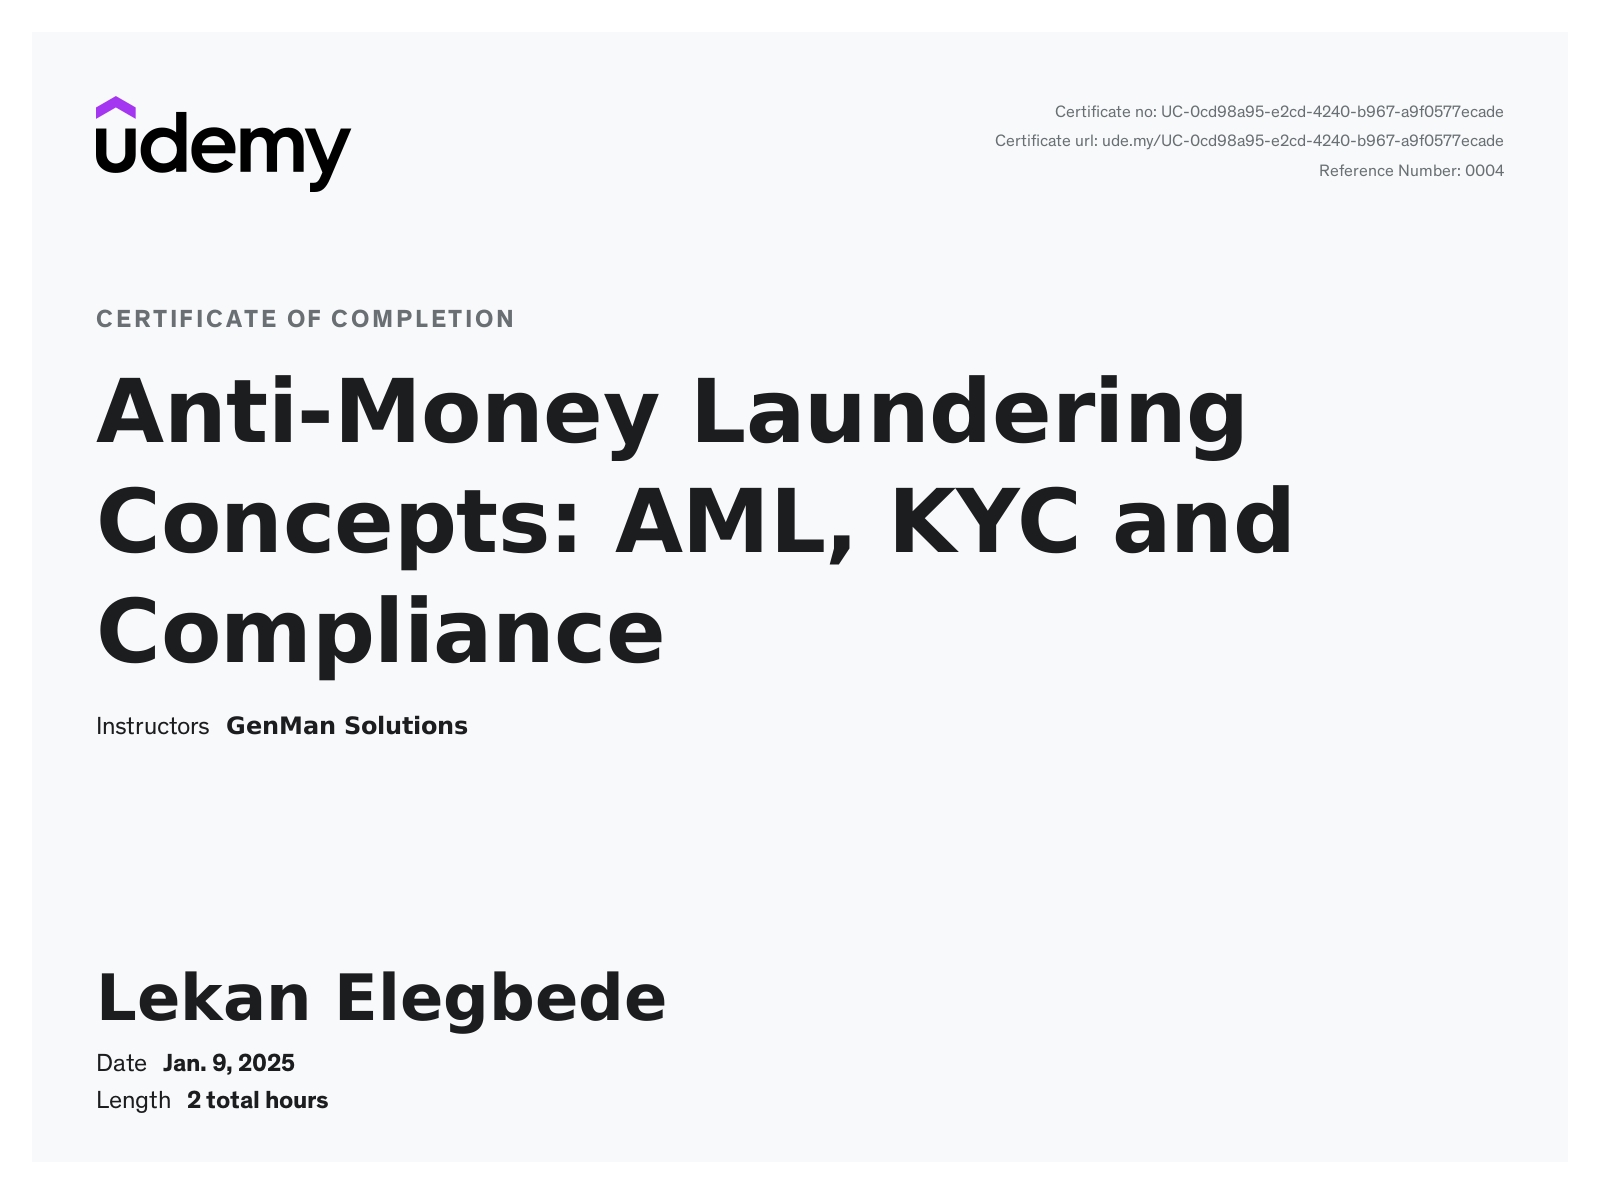 udemy
Certificate no: UC-0cd98a95-e2cd-4240-b967-a9f0577ecade
Certificate url: ude.my/UC-0cd98a95-e2cd-4240-b967-a9f0577ecade
Reference Number: 0004
CERTIFICATE OF COMPLETION
Anti-Money Laundering
Concepts: AML, KYC and
Compliance
Instructors GenMan Solutions
Lekan Elegbede
Date Jan. 9, 2025
Length 2 total hours